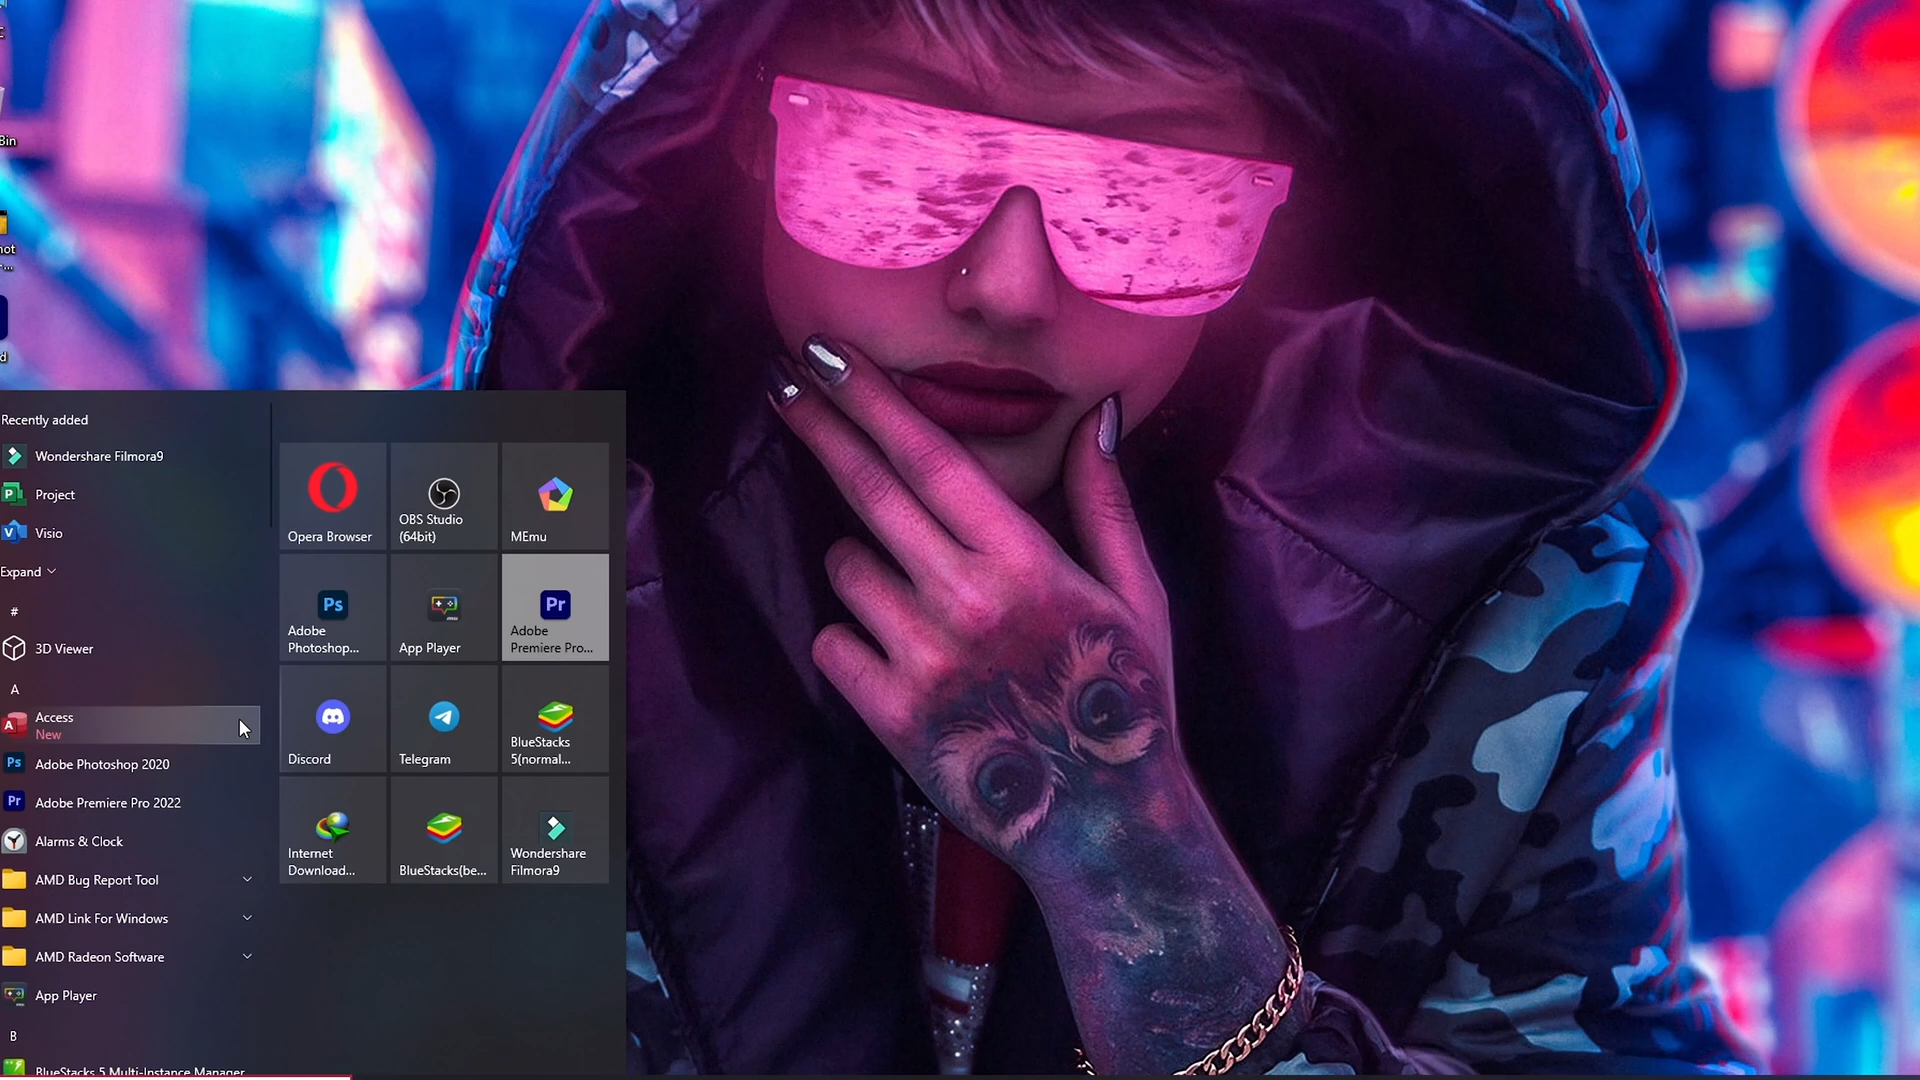 Bin
Recently added
Wondershare Filmora9
Project
Visio
Expand
#
3D Viewer
A
Access
New
Adobe Photoshop 2020
Adobe Premiere Pro 2022
Alarms & Clock
AMD Bug Report Tool
AMD Link For Windows
AMD Radeon Software
App Player
B
BlueStacks 5 Multi-Instance Manager
Opera Browser
OBS Studio
(64bit)
MEmu
Ps
Adobe
Photoshop...
App Player
Pr
Adobe
Premiere Pro...
Discord
Telegram
BlueStacks
5(normal...
Internet
Download...
BlueStacks(be...
Wondershare
Filmora9